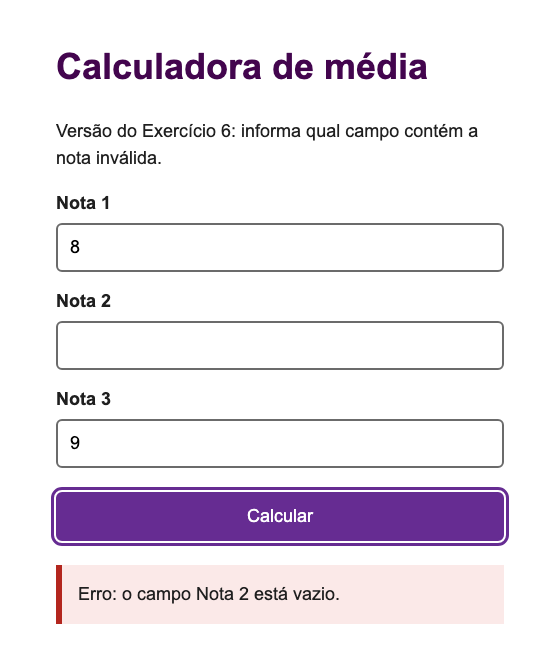 Calculadora de média
Versão do Exercício 6: informa qual campo contém a
nota inválida.
Nota 1
8
Nota 2
Nota 3
9
Calcular
Erro: o campo Nota 2 está vazio.